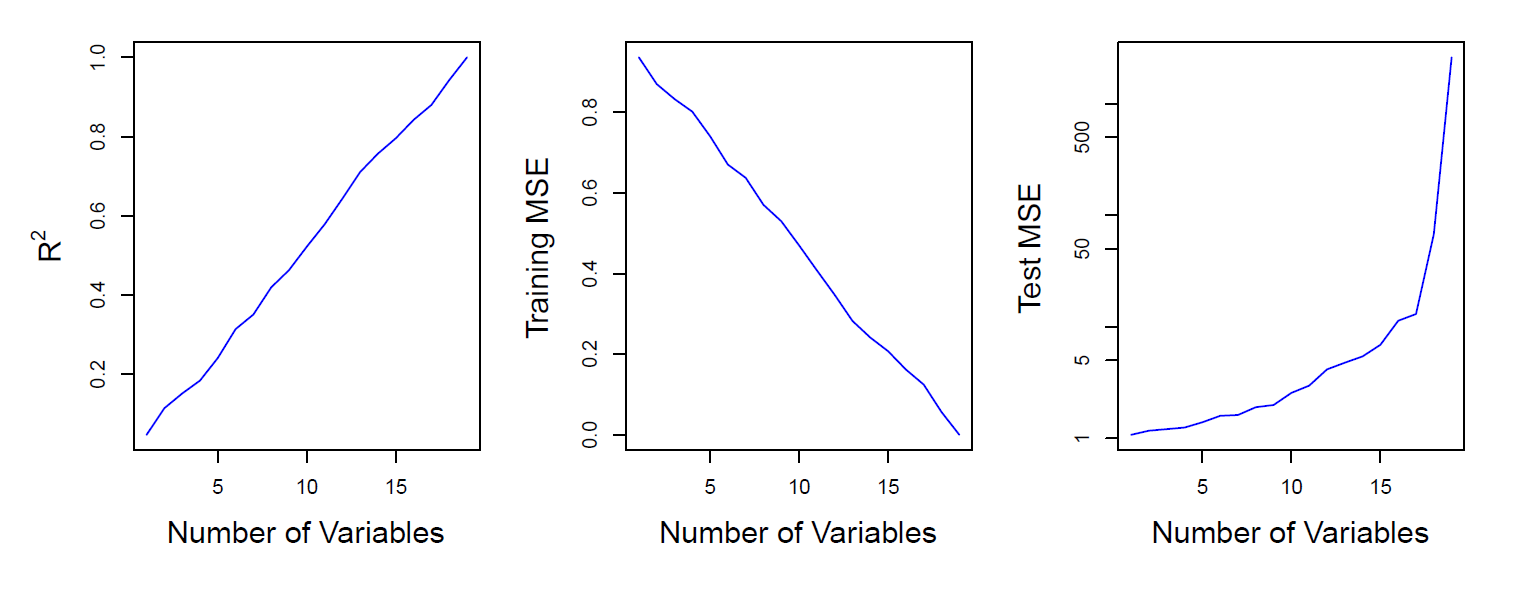 R²
1.0
0.8
0.6
0.4
0.2
5 10 15
Number of Variables
Training MSE
0.8
0.6
0.4
0.2
0.0
5 10 15
Number of Variables
Test MSE
500
50
5
1
5 10 15
Number of Variables